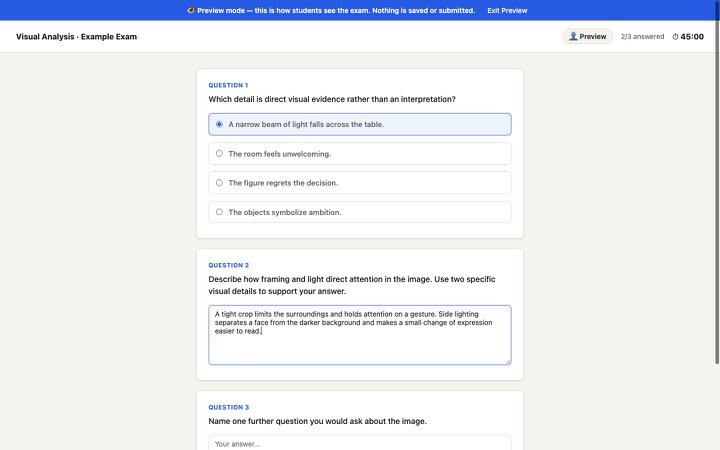 Preview mode — this is how students see the exam. Nothing is saved or submitted. Exit Preview
Visual Analysis · Example Exam
Preview 2/3 answered 45:00
QUESTION 1
Which detail is direct visual evidence rather than an interpretation?
A narrow beam of light falls across the table.
The room feels unwelcoming.
The figure regrets the decision.
The objects symbolize ambition.
QUESTION 2
Describe how framing and light direct attention in the image. Use two specific
visual details to support your answer.
A tight crop limits the surroundings and holds attention on a gesture. Side lighting
separates a face from the darker background and makes a small change of expression
easier to read.
QUESTION 3
Name one further question you would ask about the image.
Your answer...